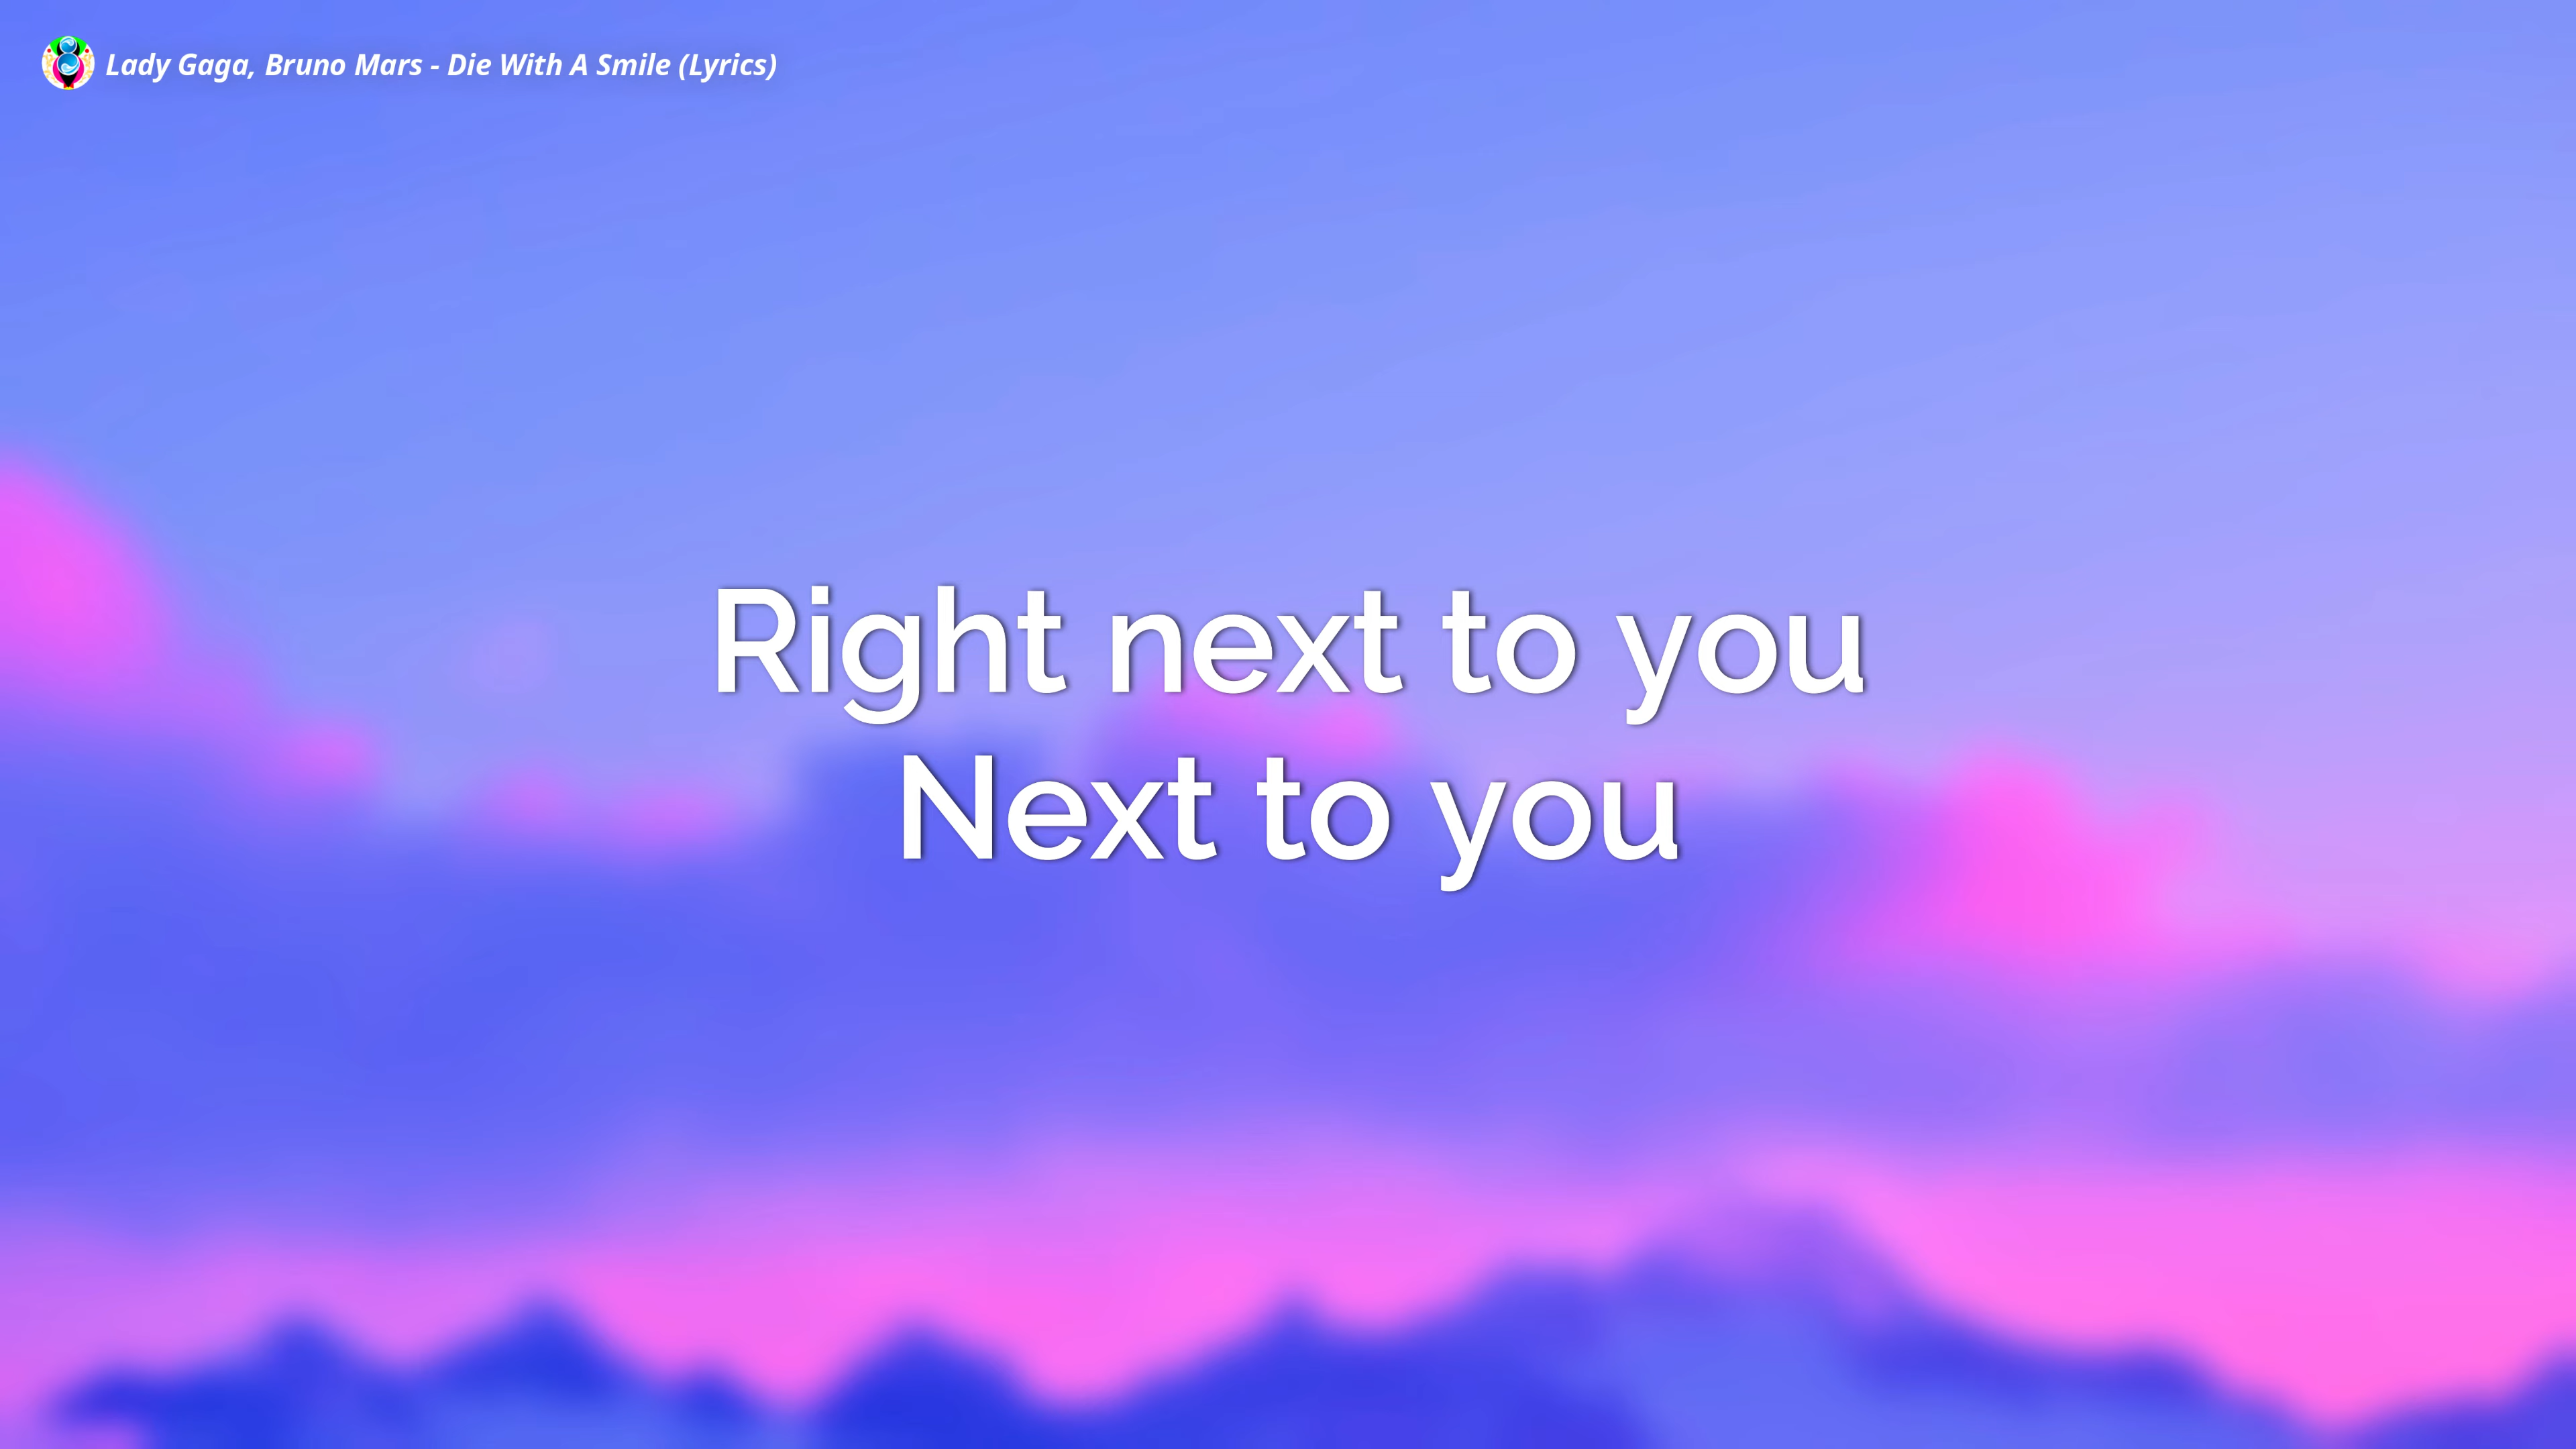 Lady Gaga, Bruno Mars - Die With A Smile (Lyrics)
Right next to you
Next to you